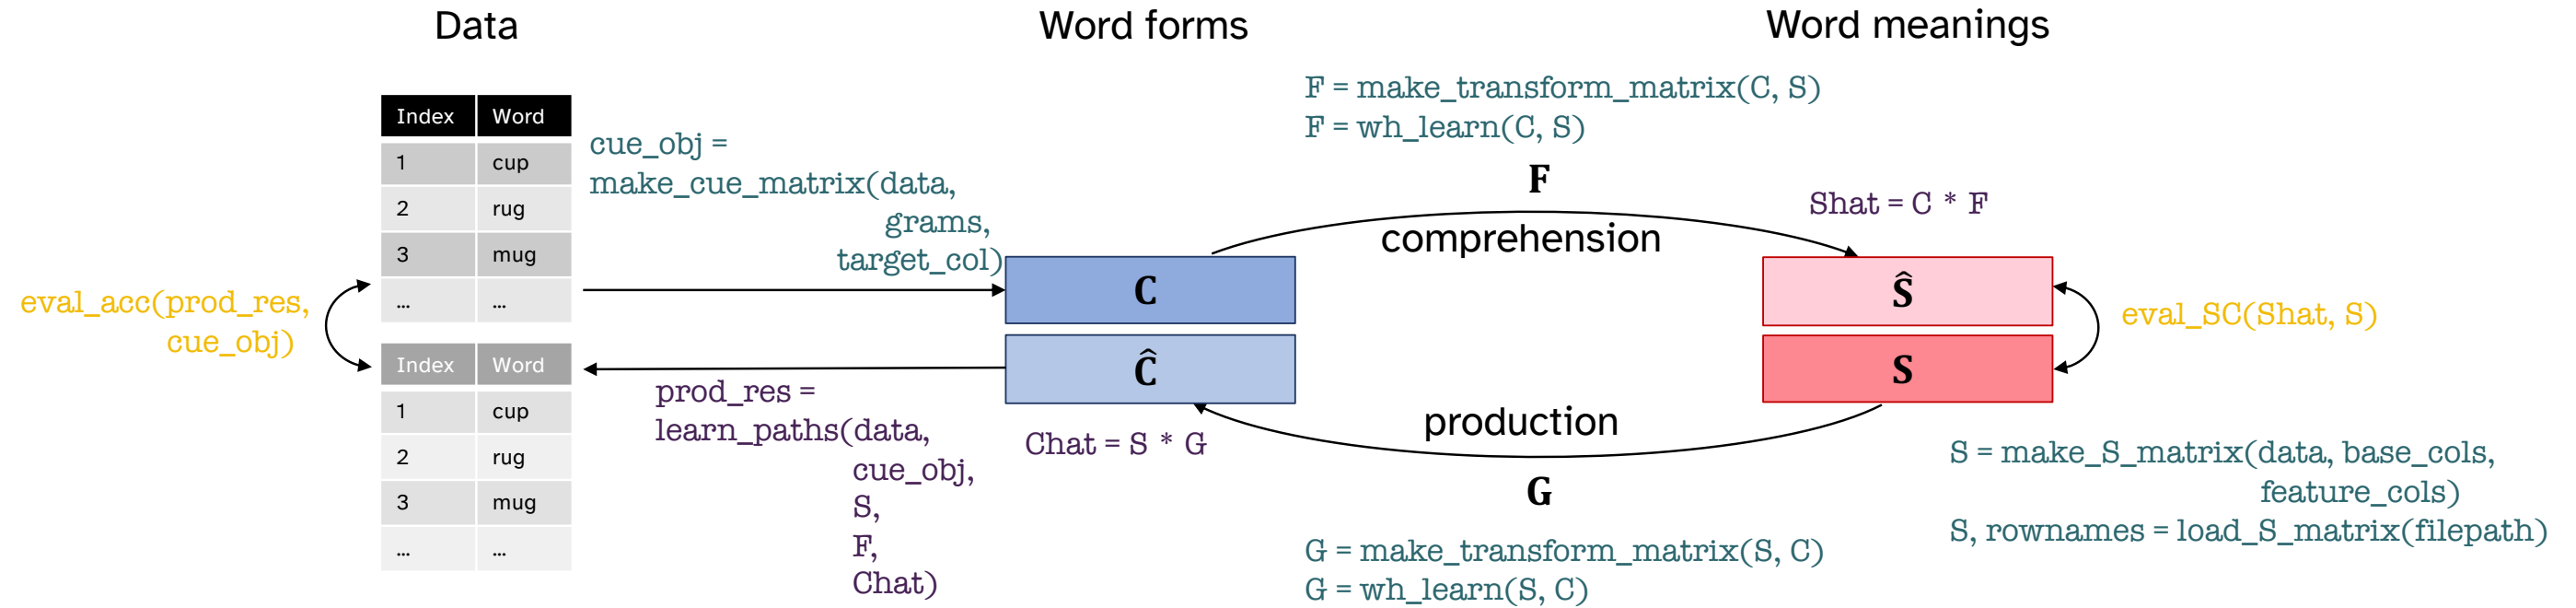 Data
Word forms
Word meanings
Index Word
1 cup
2 rug
3 mug
... ...
cue_obj =
make_cue_matrix(data,
grams,
target_col)
F = make_transform_matrix(C, S)
F = wh_learn(C, S)
F
comprehension
Shat = C * F
C
Ŝ
eval_acc(prod_res,
cue_obj)
eval_SC(Shat, S)
Index Word
1 cup
2 rug
3 mug
... ...
Ĉ
S
prod_res =
learn_paths(data,
cue_obj,
S,
F,
Chat)
Chat = S * G
production
G
G = make_transform_matrix(S, C)
G = wh_learn(S, C)
S = make_S_matrix(data, base_cols,
feature_cols)
S, rownames = load_S_matrix(filepath)